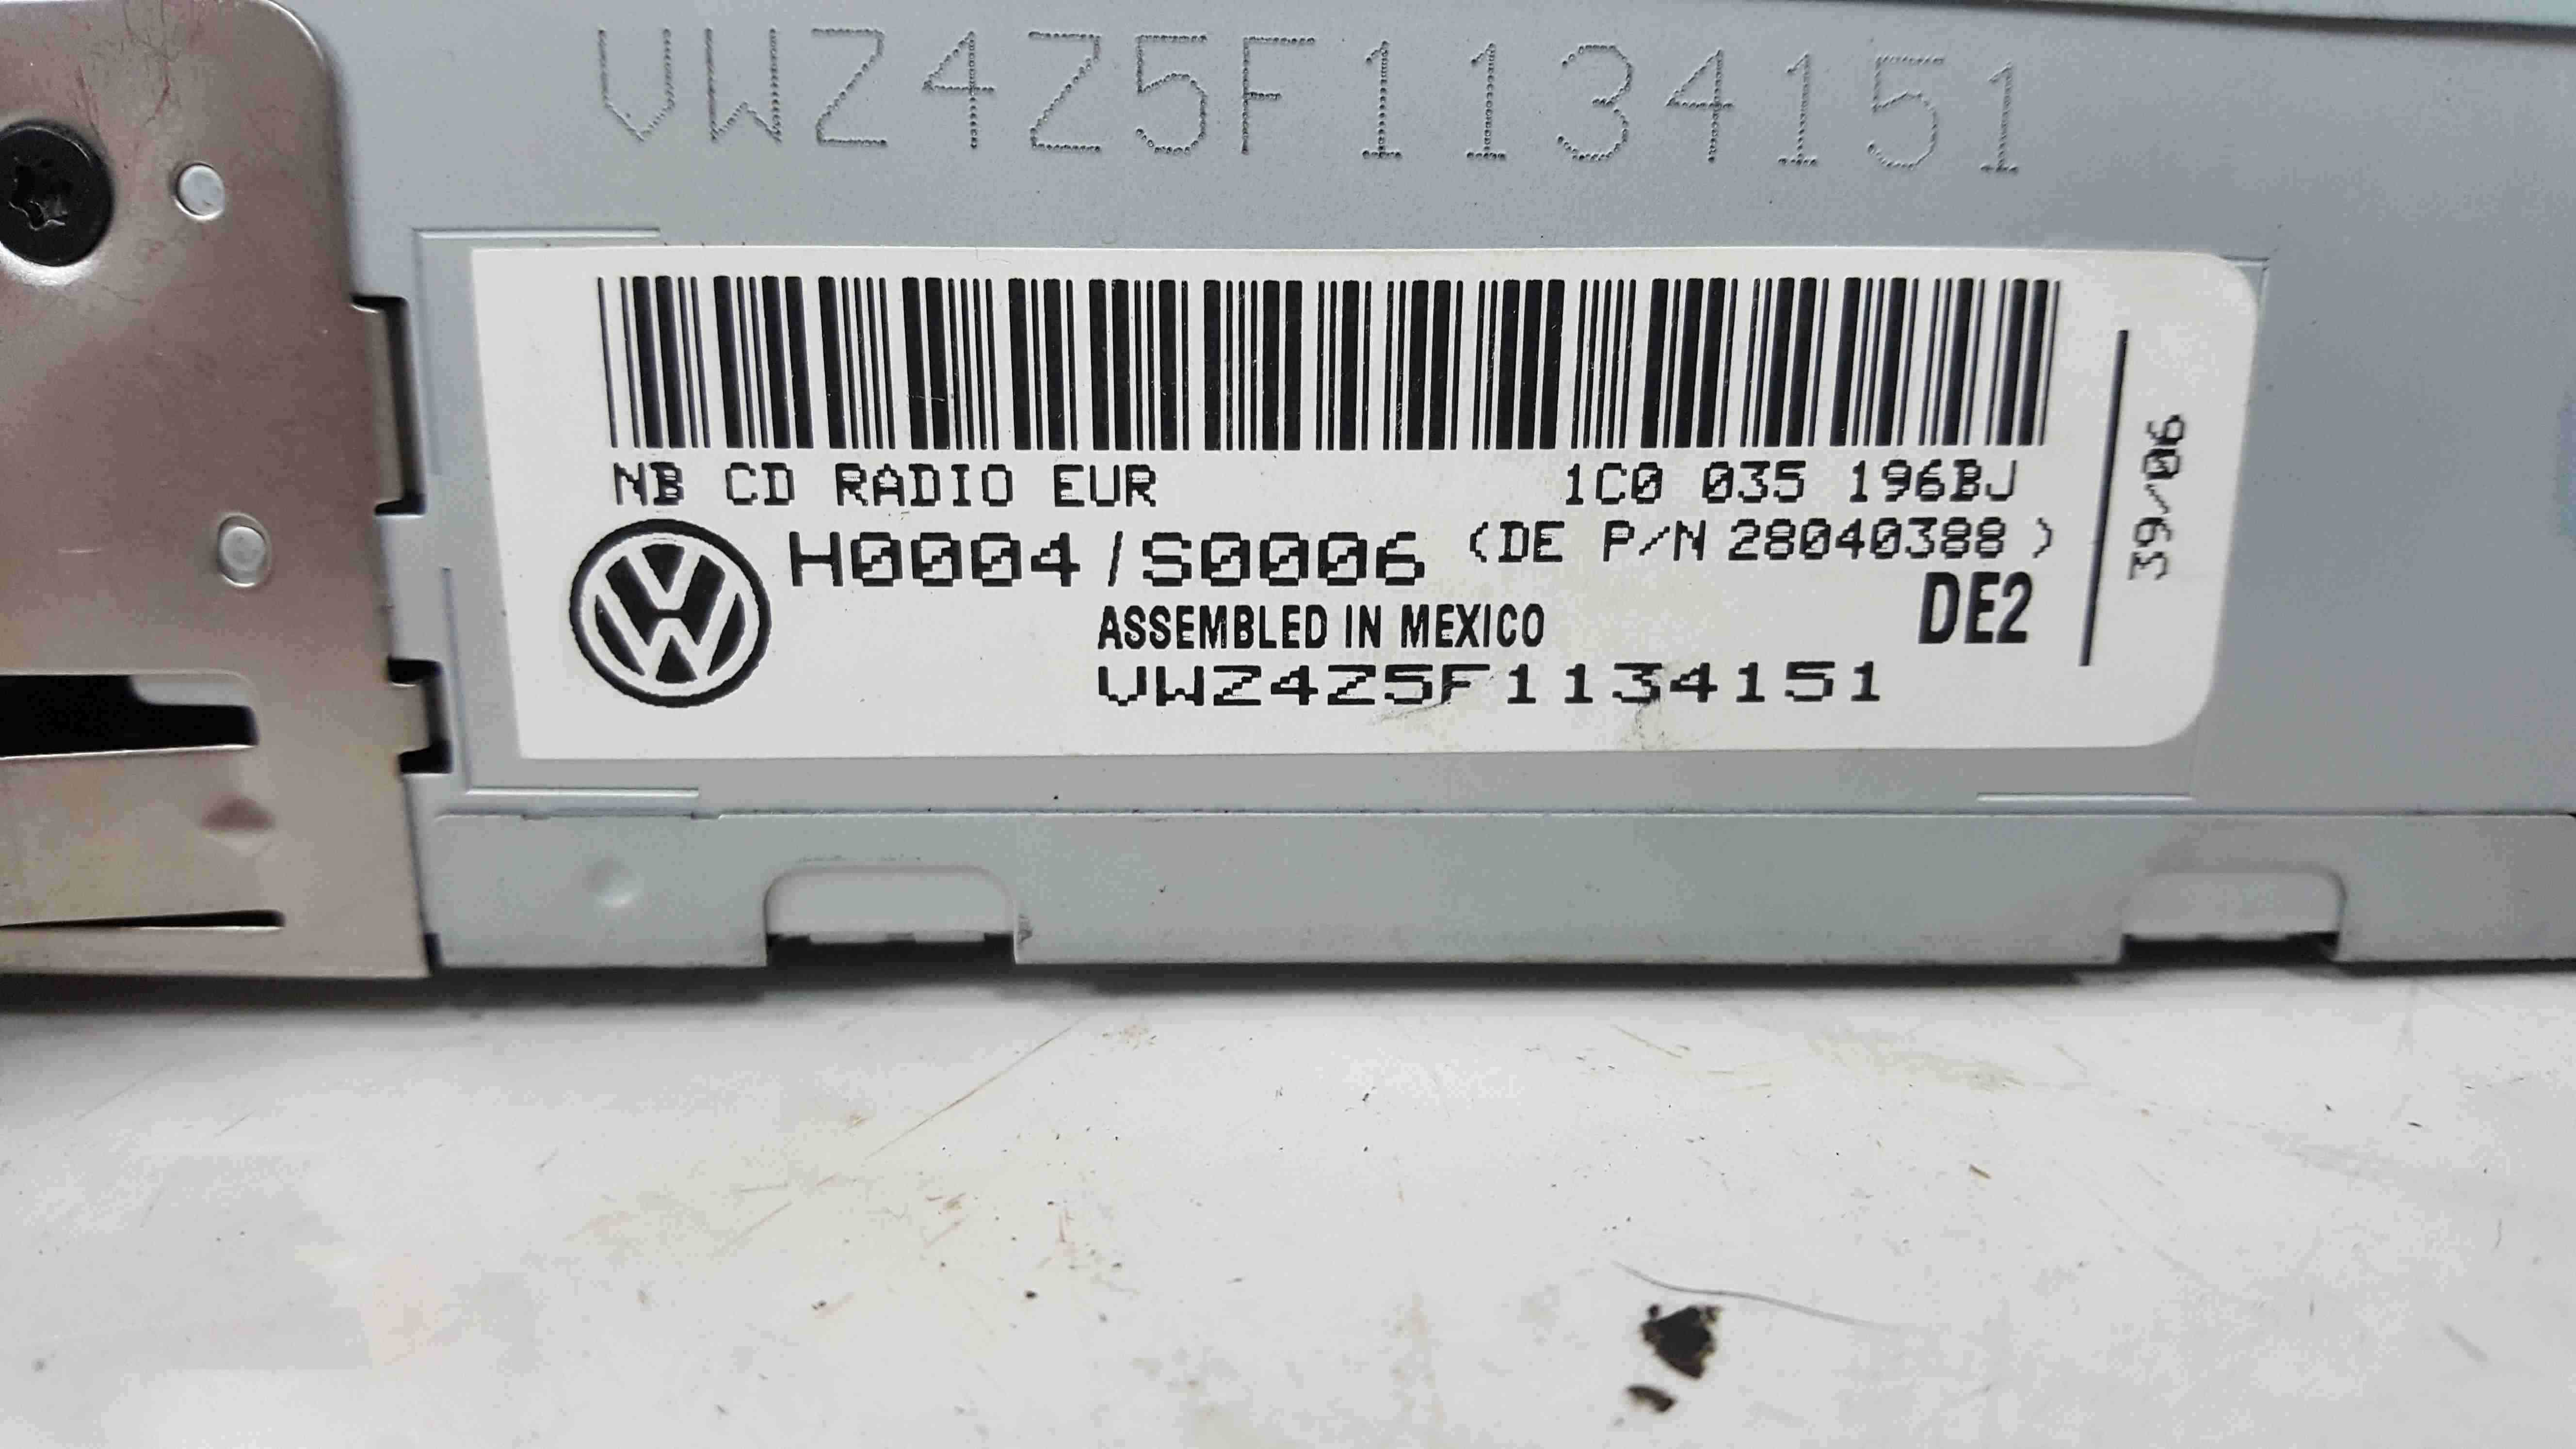 VWZ4Z5F1134151
NB CD RADIO EUR 1C0 035 196BJ
H0004/S0006 (DE P/N 28040388 )
DE2
ASSEMBLED IN MEXICO
VWZ4Z5F1134151
39/06